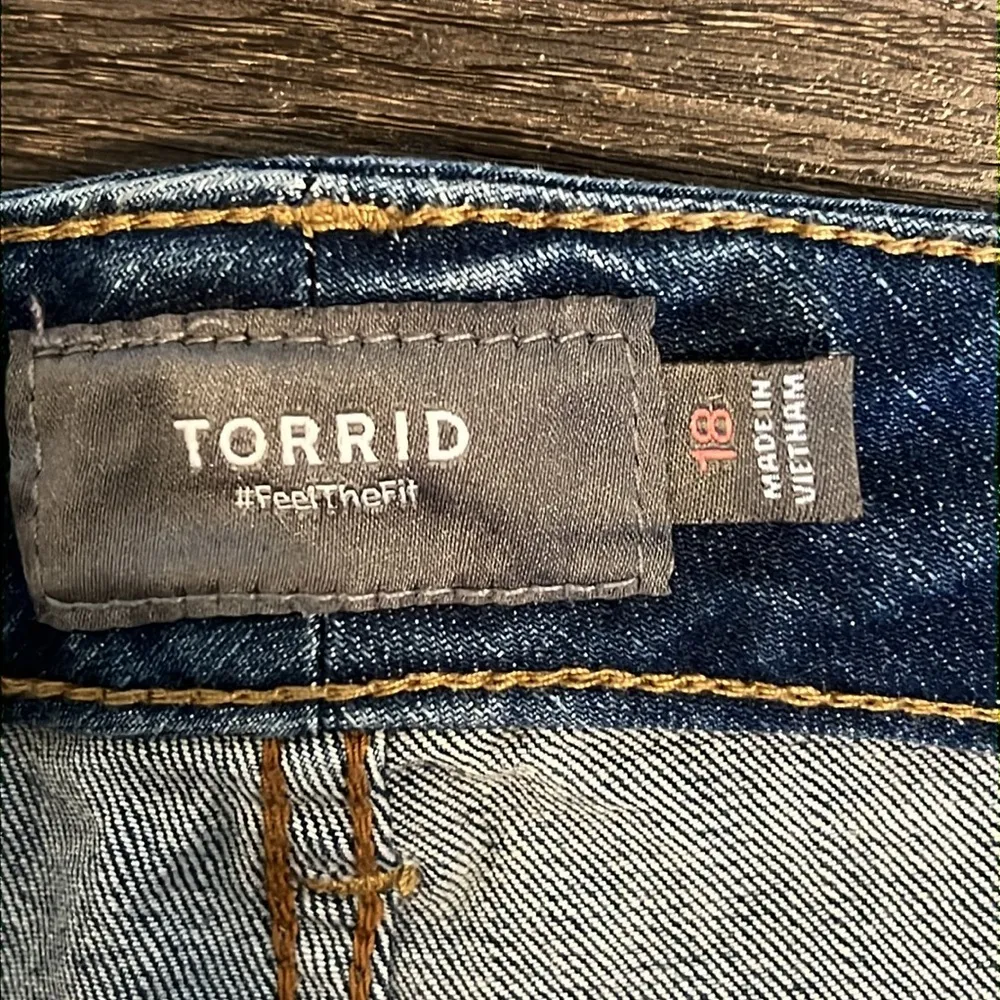 TORRID
#FeelTheFit
18
MADE IN
VIETNAM